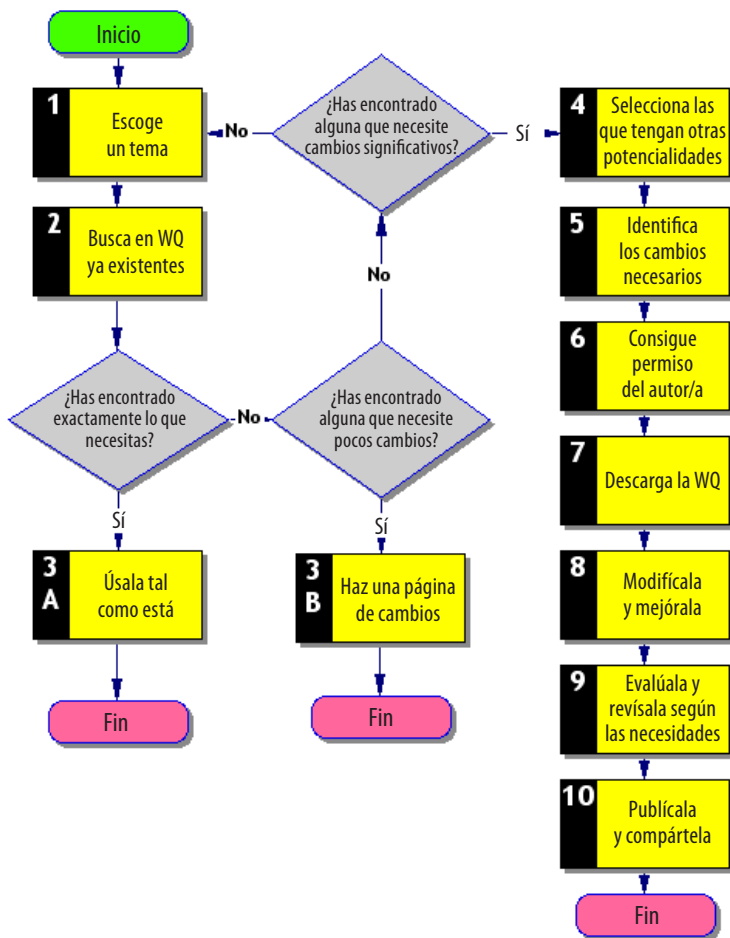 Inicio
1
Escoge
un tema
2
Busca en WQ
ya existentes
¿Has encontrado
exactamente lo que
necesitas?
Sí
3
A
Úsala tal
como está
Fin
No
¿Has encontrado
alguna que necesite
pocos cambios?
Sí
3
B
Haz una página
de cambios
Fin
No
¿Has encontrado
alguna que necesite
cambios significativos?
No
Sí
4
Selecciona las
que tengan otras
potencialidades
5
Identifica
los cambios
necesarios
6
Consigue
permiso
del autor/a
7
Descarga la WQ
8
Modifícala
y mejórala
9
Evalúala y
revísala según
las necesidades
10
Publícala
y compártela
Fin